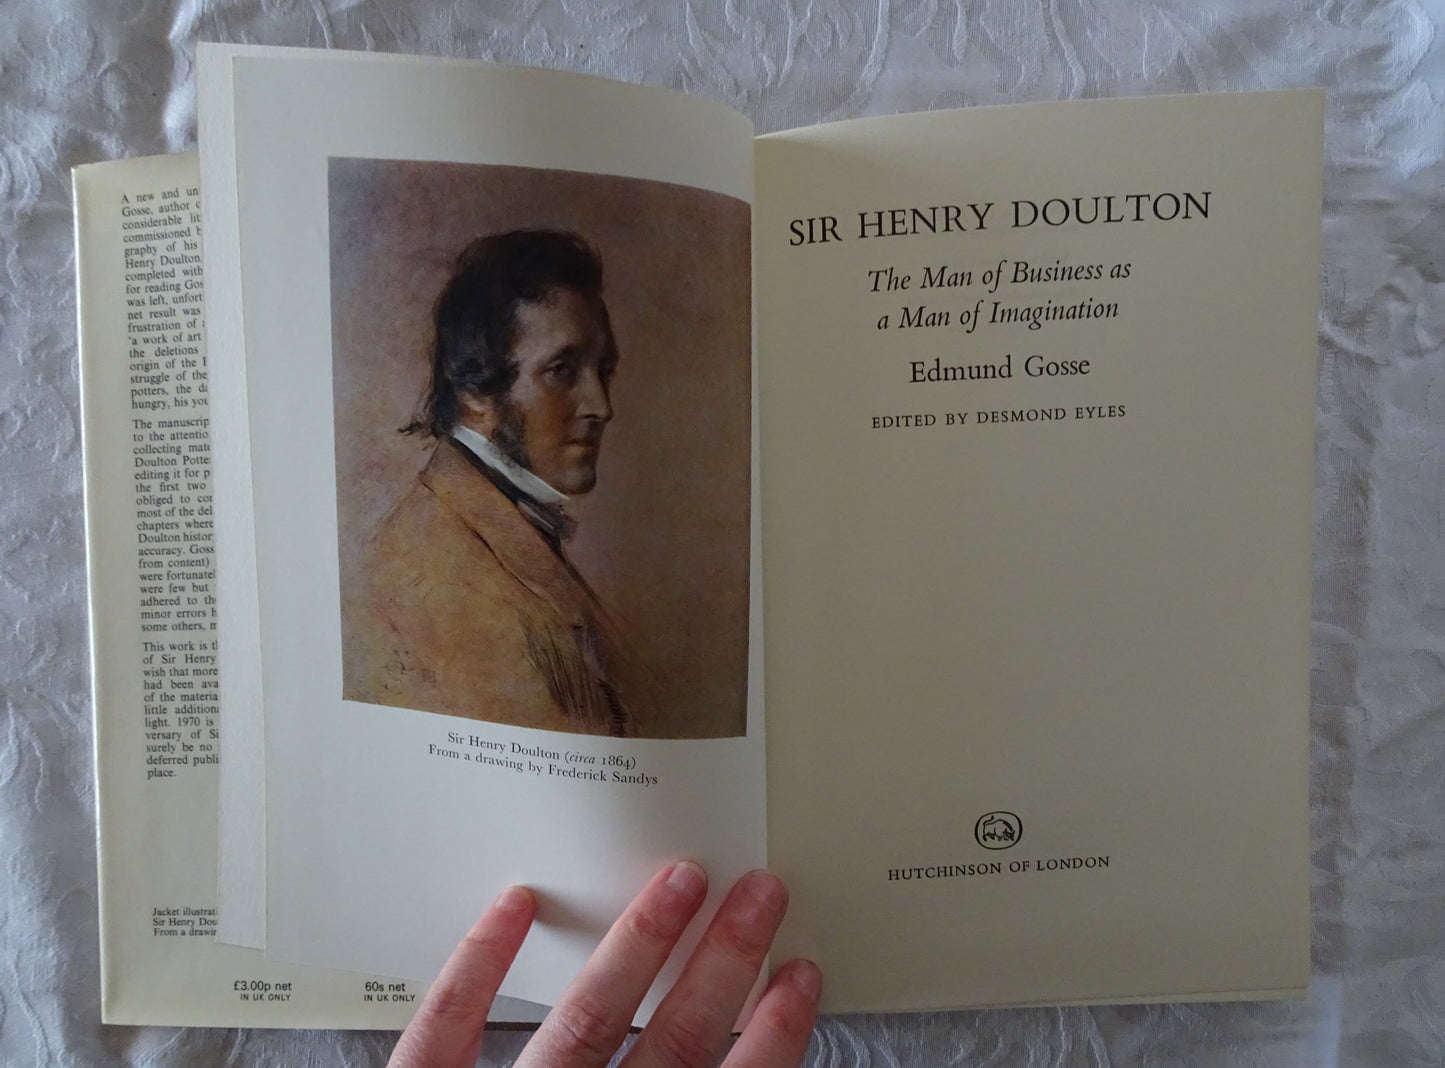 A new and un
Gosse, author
considerable lit
commissioned
graphy of his
Henry Doulton,
completed with
for reading Gos
was left, unfort
net result was
frustration of
‘a work of art
the deletions
origin of the
struggle of the
potters, the
hungry, his you
The manuscrip
to the attentio
collecting mate
Doulton Potte
editing it for p
the first two
obliged to
most of the del
chapters where
Doulton histor
accuracy. Goss
from content)
were fortunatel
were few but
adhered to
minor errors
some others,
This work is
of Sir Henry
wish that more
had been ava
of the materia
little addition
light. 1970 is
versary of Si
surely be no
deferred publi
place.
Jacket illustrati
Sir Henry Dou
From a drawin
£3.00p net
IN UK ONLY
60s net
IN UK ONLY
Sir Henry Doulton (circa 1864)
From a drawing by Frederick Sandys
SIR HENRY DOULTON
The Man of Business as
a Man of Imagination
Edmund Gosse
EDITED BY DESMOND EYLES
HUTCHINSON OF LONDON